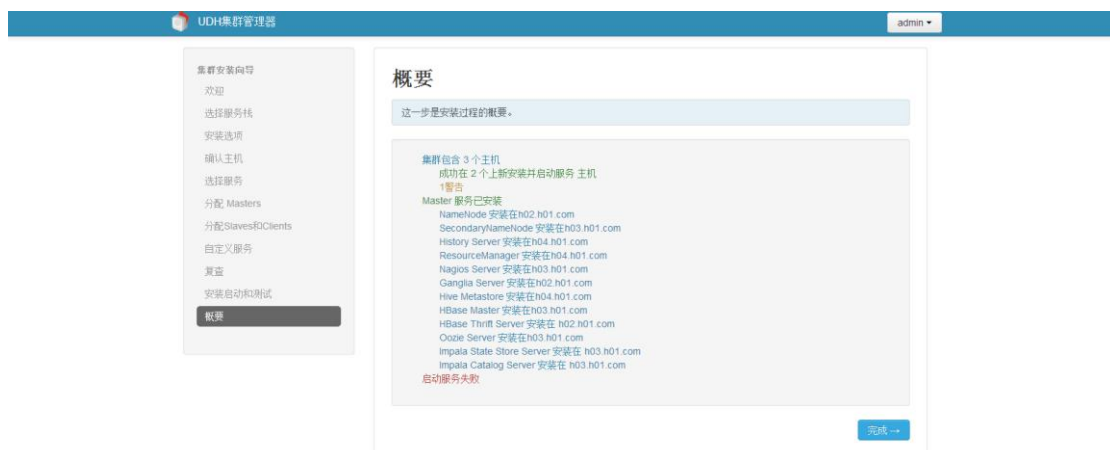 UDH集群管理器
admin
集群安装向导
欢迎
选择服务栈
安装选项
确认主机
选择服务
分配 Masters
分配Slaves和Clients
自定义服务
复查
安装启动和测试
概要
概要
这一步是安装过程的概要。
集群包含 3 个主机
成功在 2 个上新安装并启动服务 主机
1警告
Master 服务已安装
NameNode 安装在h02.h01.com
SecondaryNameNode 安装在h03.h01.com
History Server 安装在h04.h01.com
ResourceManager 安装在h04.h01.com
Nagios Server 安装在h03.h01.com
Ganglia Server 安装在h02.h01.com
Hive Metastore 安装在h04.h01.com
HBase Master 安装在h03.h01.com
HBase Thrift Server 安装在 h02.h01.com
Oozie Server 安装在h03.h01.com
Impala State Store Server 安装在 h03.h01.com
Impala Catalog Server 安装在 h03.h01.com
启动服务失败
完成→